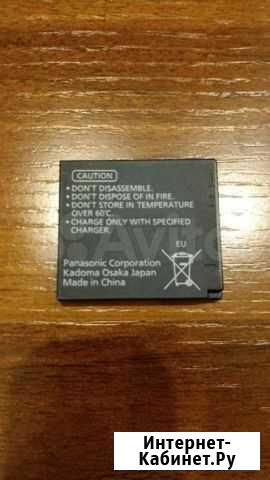 CAUTION
• DON'T DISASSEMBLE.
• DON'T DISPOSE OF IN FIRE.
• DON'T STORE IN TEMPERATURE
OVER 60°C.
• CHARGE ONLY WITH SPECIFIED
CHARGER.
EU
Panasonic Corporation
Kadoma Osaka Japan
Made in China
Avito
Интернет-
Кабинет.Ру